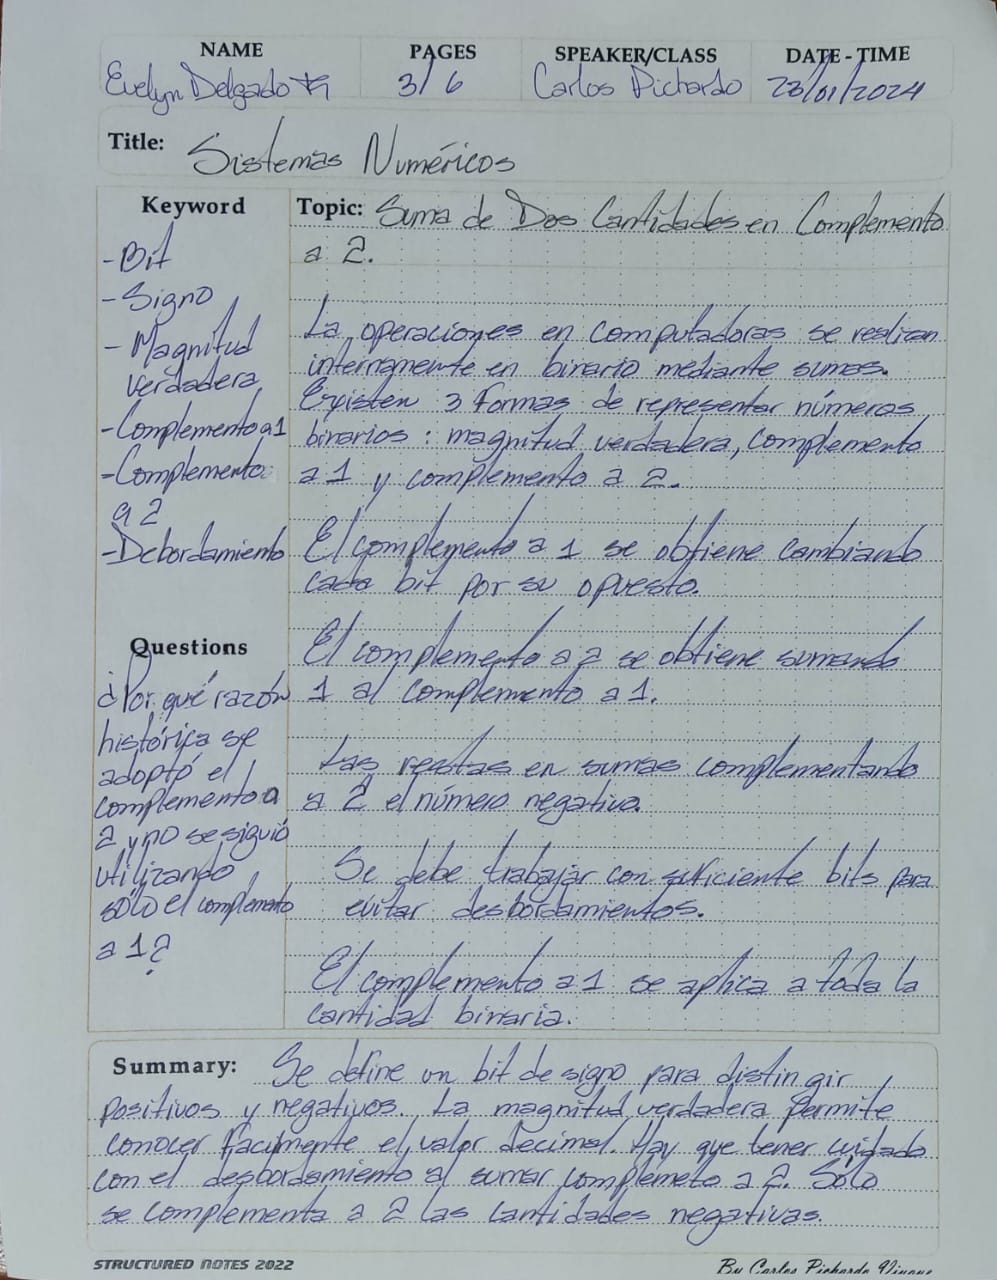 NAME PAGES SPEAKER/CLASS DATE - TIME
Evelyn Delgado 3/6 Carlos Pichardo 23/01/2024
Title: Sistemas Numéricos
Keyword
- Bit
- Signo
- Magnitud
verdadera
- Complemento a 1
- Complemento
a 2
- Debordamiento
Questions
¿Por qué razón
histórica se
adoptó el
complemento a
2 y no se siguió
utilizando
sólo el complemento
a 1?
Topic: Suma de Dos Cantidades en Complemento
a 2.
La operaciones en computadoras se realizan
internamente en binario mediante sumas.
Existen 3 formas de representar números
binarios: magnitud verdadera, complemento
a 1 y complemento a 2.
El complemento a 1 se obtiene cambiando
cada bit por su opuesto.
El complemento a 2 se obtiene sumando
1 al complemento a 1.
Las restas en sumas complementando
a 2 el número negativo.
Se debe trabajar con suficiente bits para
evitar desbordamientos.
El complemento a 1 se aplica a toda la
cantidad binaria.
Summary: Se define un bit de signo para distinguir
positivos y negativos. La magnitud verdadera permite
conocer fácilmente el valor decimal. Hay que tener cuidado
con el desbordamiento al sumar complemeto a 2. Sólo
se complementa a 2 las cantidades negativas.
STRUCTURED NOTES 2022
By Carlos Pichardo